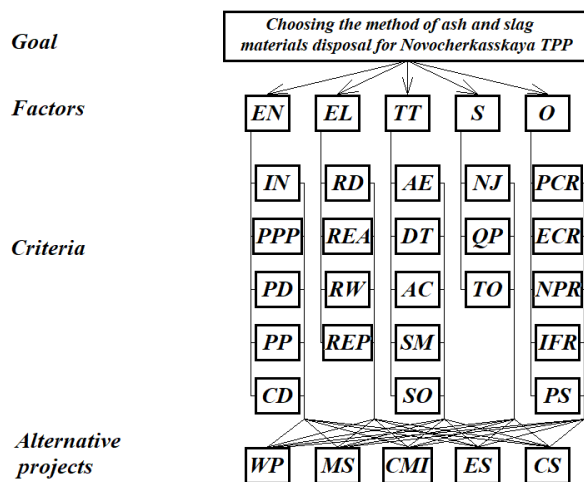 Goal
Choosing the method of ash and slag
materials disposal for Novocherkasskaya TPP
Factors
EN EL TT S O
IN RD AE NJ PCR
Criteria
PPP REA DT QP ECR
PD RW AC TO NPR
PP REP SM IFR
CD SO PS
Alternative
projects
WP MS CMI ES CS